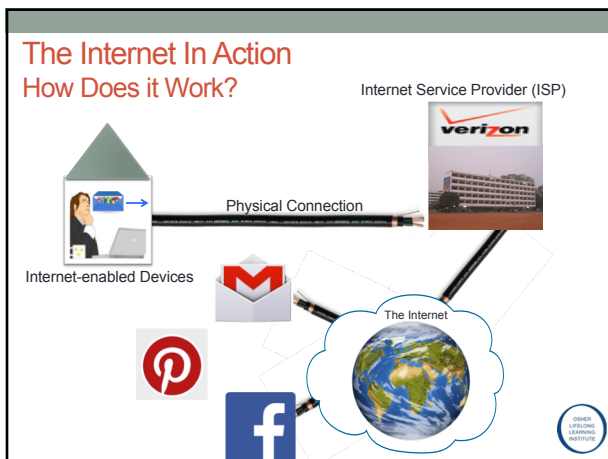 The Internet In Action
How Does it Work?
Internet Service Provider (ISP)
verizon
Physical Connection
Internet-enabled Devices
The Internet
OSHER
LIFELONG
LEARNING
INSTITUTE